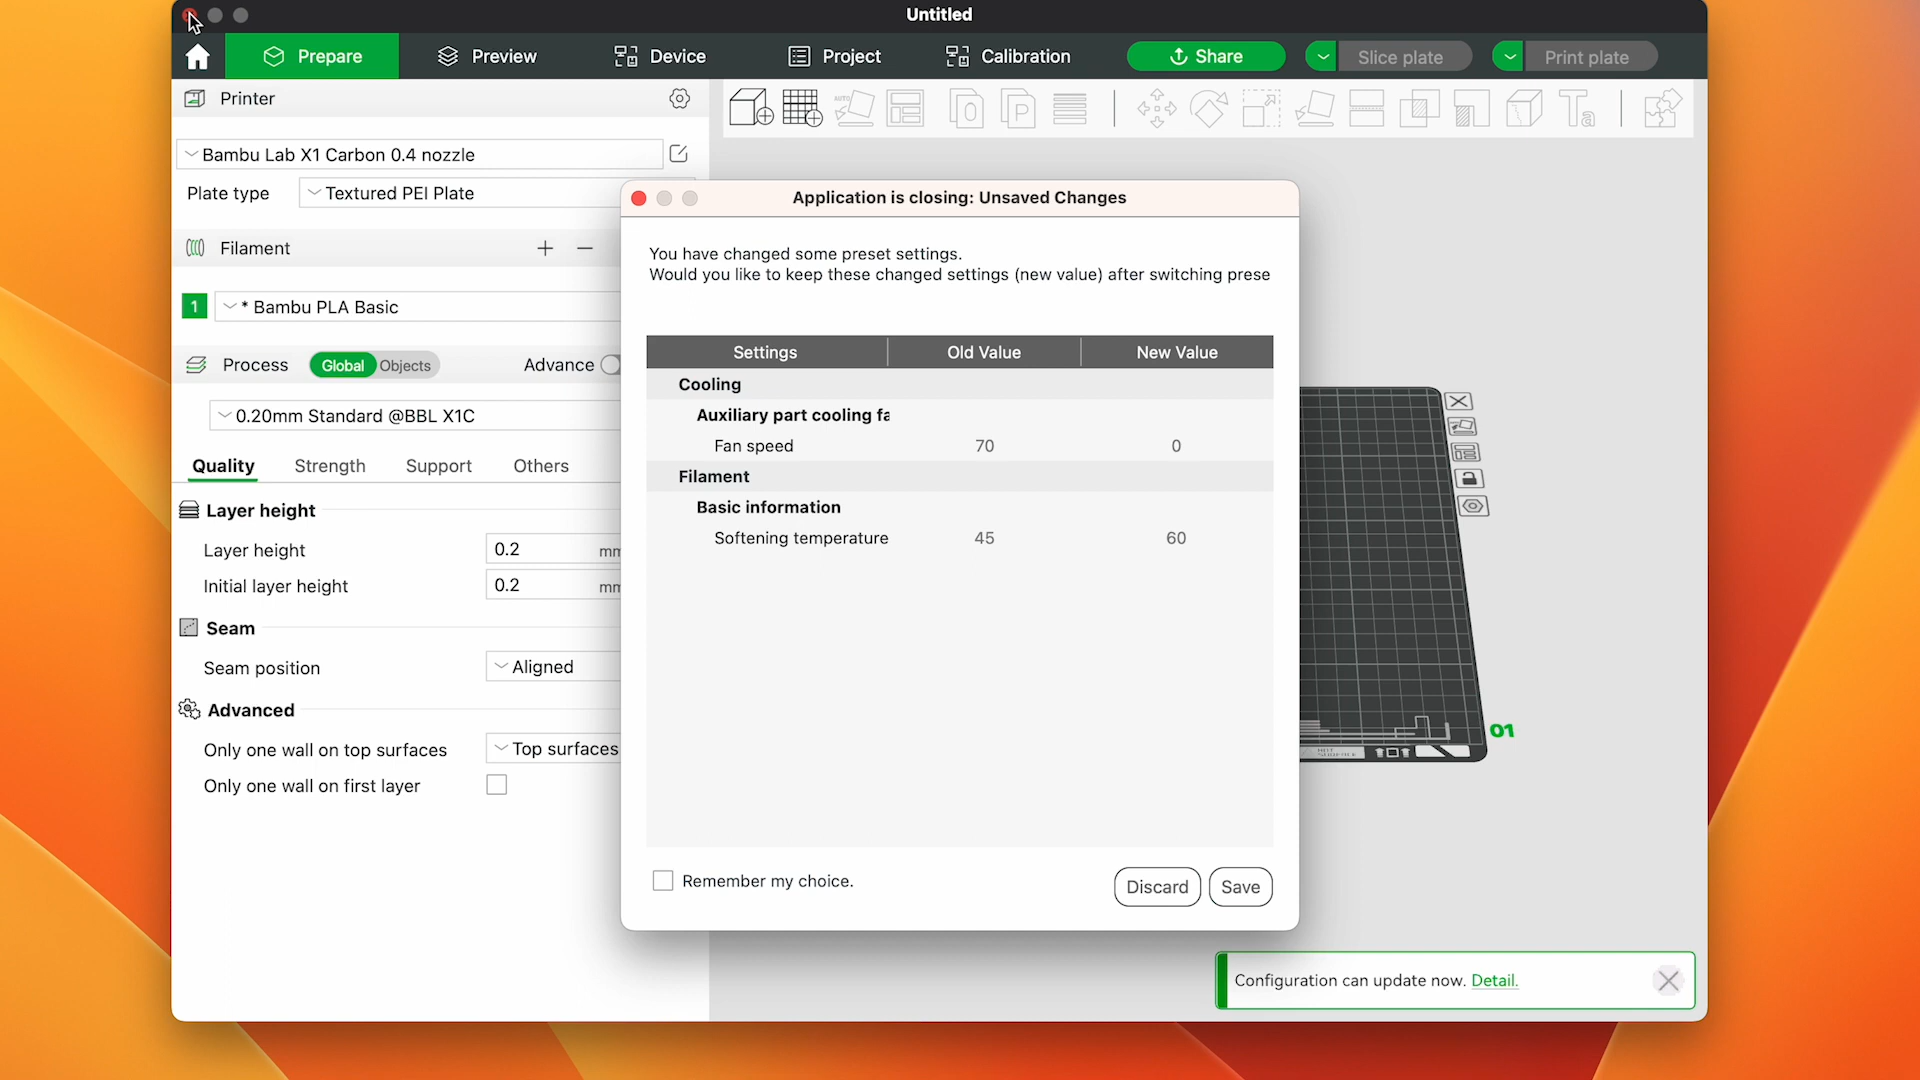 Untitled
Prepare
Preview
Device
Project
Calibration
Share
Slice plate
Print plate
Printer
AUTO
Bambu Lab X1 Carbon 0.4 nozzle
Plate type
Textured PEI Plate
Filament
1
* Bambu PLA Basic
Process
Global
Objects
Advance
0.20mm Standard @BBL X1C
Quality
Strength
Support
Others
Layer height
Layer height
0.2
Initial layer height
0.2
Seam
Seam position
Aligned
Advanced
Only one wall on top surfaces
Top surfaces
Only one wall on first layer
Application is closing: Unsaved Changes
You have changed some preset settings.
Would you like to keep these changed settings (new value) after switching prese
Settings
Old Value
New Value
Cooling
Auxiliary part cooling fa
Fan speed
70
0
Filament
Basic information
Softening temperature
45
60
Remember my choice.
Discard
Save
01
Configuration can update now. Detail.